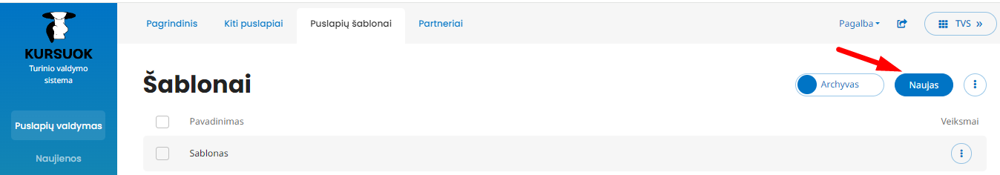 KURSUOK
Turinio valdymo
sistema
Puslapių valdymas
Naujienos
Pagrindinis
Kiti puslapiai
Puslapių šablonai
Partneriai
Pagalba
TVS »
Šablonai
Archyvas
Naujas
Pavadinimas
Veiksmai
Sablonas